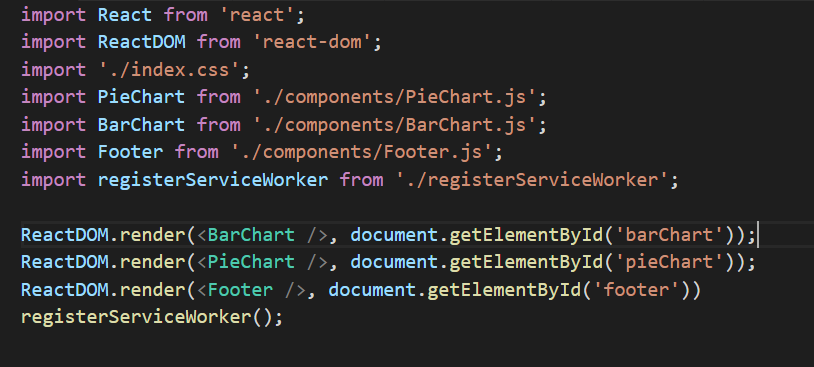 import React from 'react';
import ReactDOM from 'react-dom';
import './index.css';
import PieChart from './components/PieChart.js';
import BarChart from './components/BarChart.js';
import Footer from './components/Footer.js';
import registerServiceWorker from './registerServiceWorker';
ReactDOM.render(<BarChart />, document.getElementById('barChart'));
ReactDOM.render(<PieChart />, document.getElementById('pieChart'));
ReactDOM.render(<Footer />, document.getElementById('footer'))
registerServiceWorker();